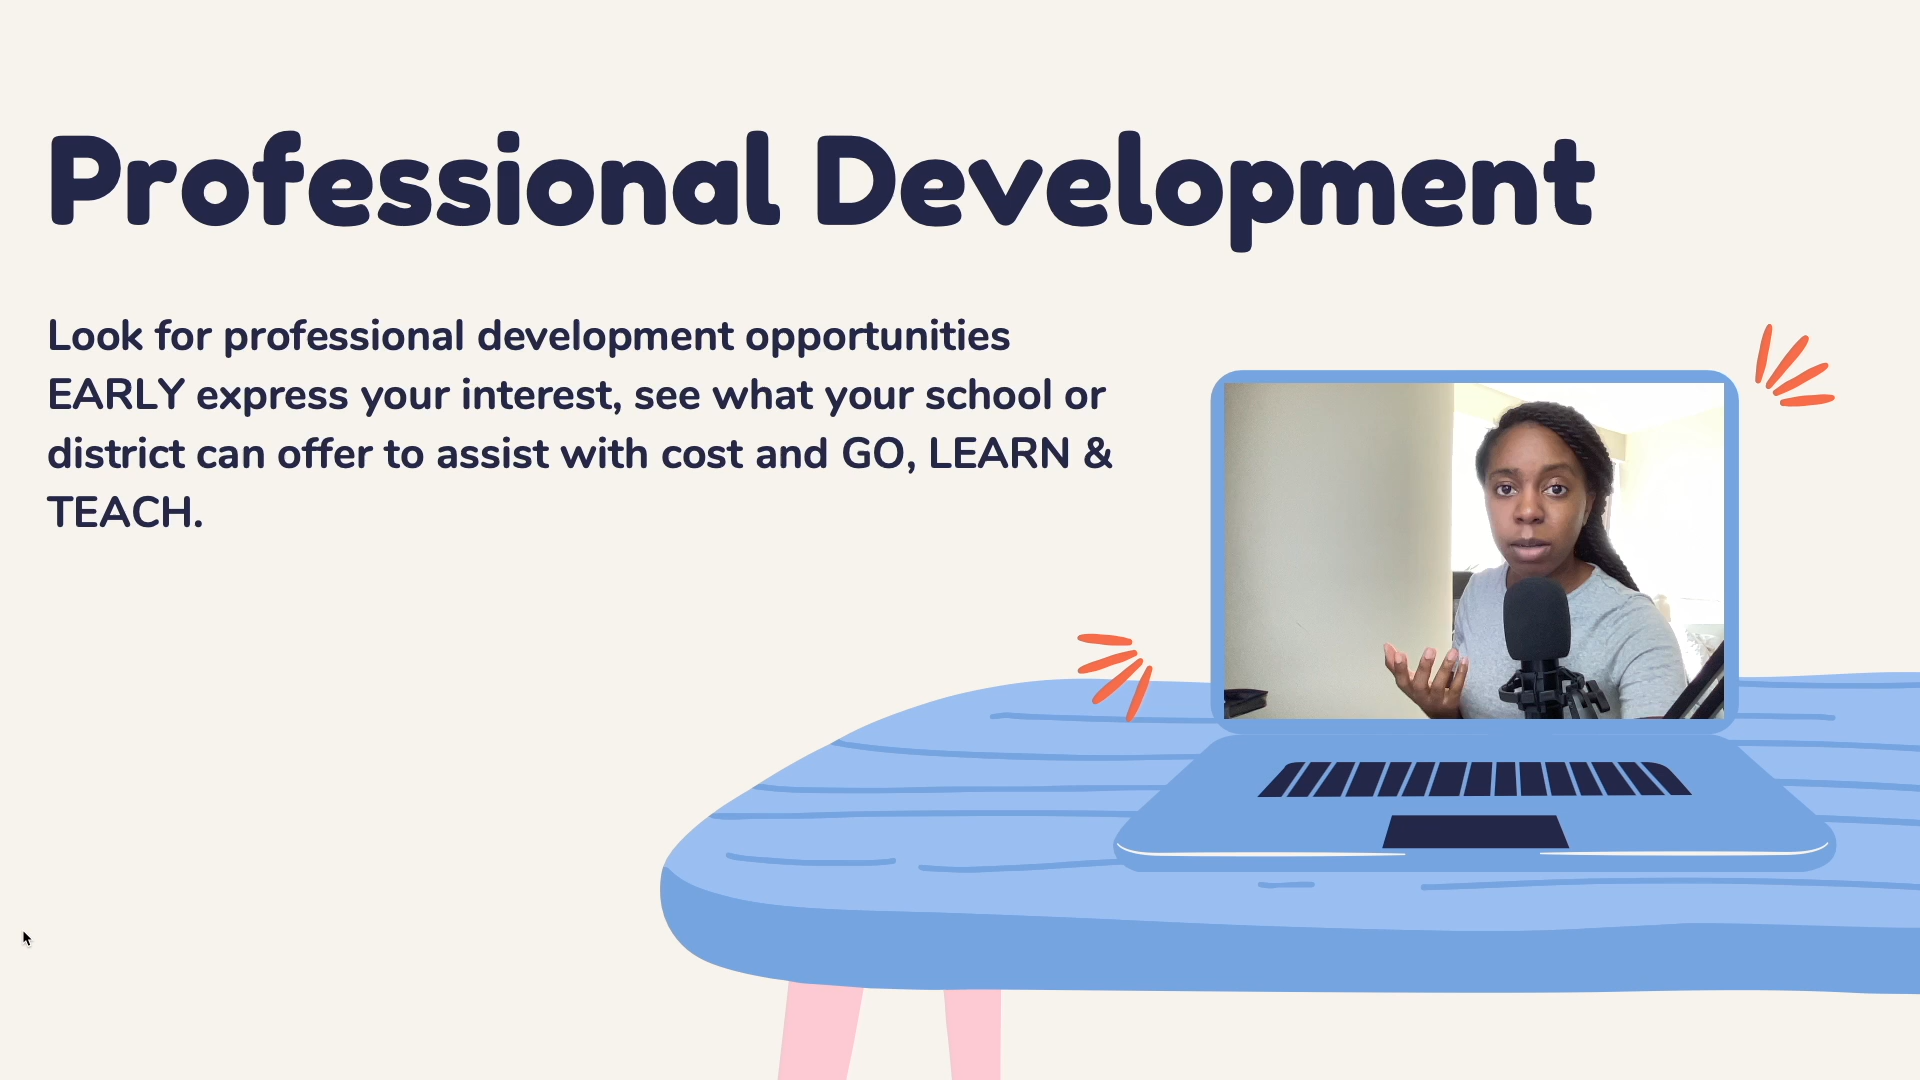 Professional Development
Look for professional development opportunities
EARLY express your interest, see what your school or
district can offer to assist with cost and GO, LEARN &
TEACH.